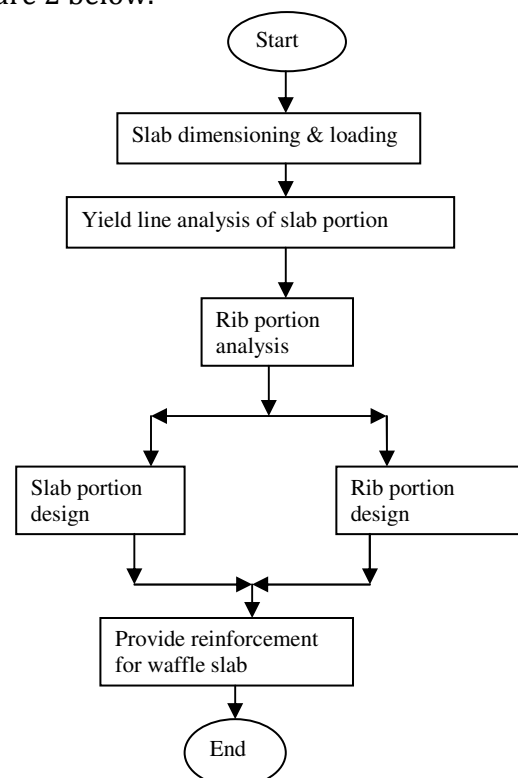 are 2 below.
Start
Slab dimensioning & loading
Yield line analysis of slab portion
Rib portion
analysis
Slab portion
design
Rib portion
design
Provide reinforcement
for waffle slab
End